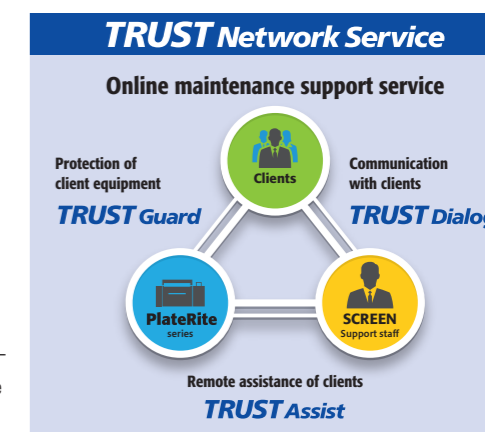 TRUST Network Service
Online maintenance support service
Clients
Protection of
client equipment
TRUST Guard
Communication
with clients
TRUST Dialog
PlateRite
series
SCREEN
Support staff
Remote assistance of clients
TRUST Assist